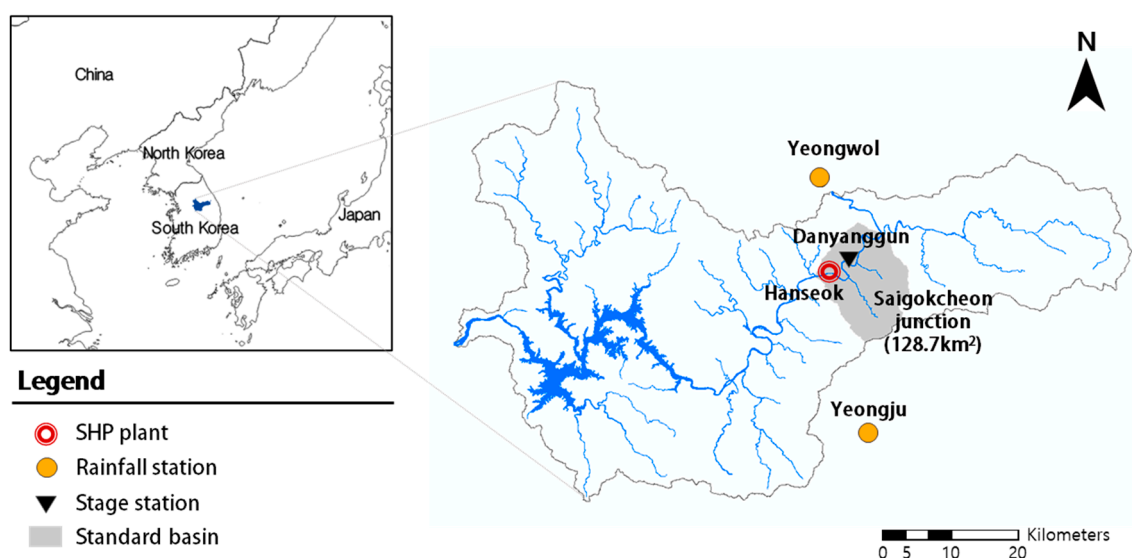 China
North Korea
South Korea
Japan
Legend
SHP plant
Rainfall station
Stage station
Standard basin
N
Yeongwol
Danyanggun
Hanseok
Saigokcheon
junction
(128.7km²)
Yeongju
Kilometers
0 5 10 20